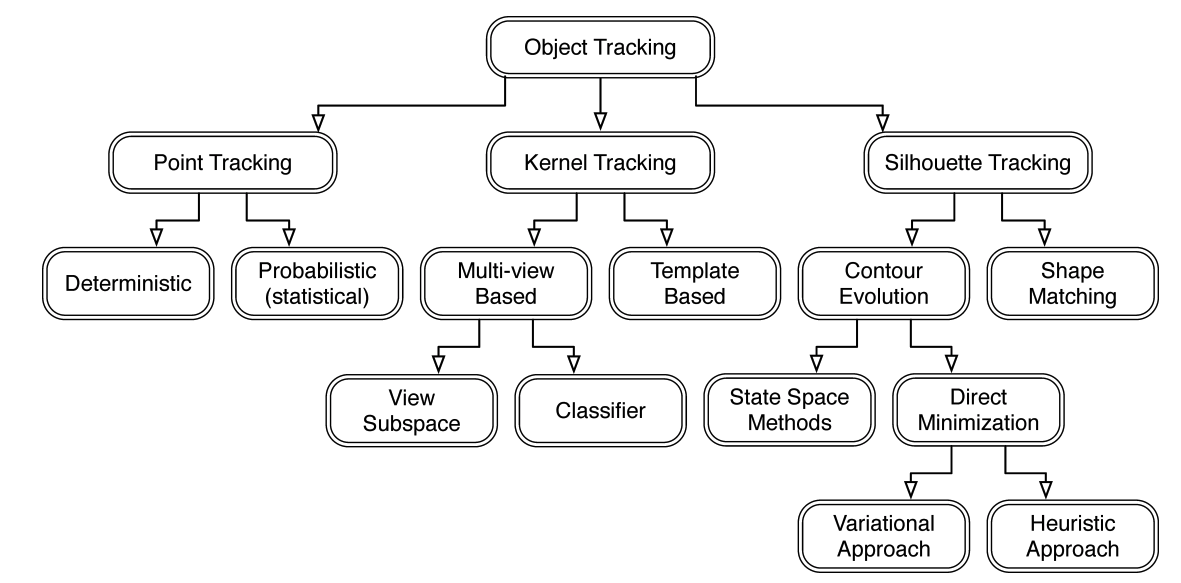 Object Tracking
Point Tracking
Kernel Tracking
Silhouette Tracking
Deterministic
Probabilistic
(statistical)
Multi-view
Based
Template
Based
Contour
Evolution
Shape
Matching
View
Subspace
Classifier
State Space
Methods
Direct
Minimization
Variational
Approach
Heuristic
Approach